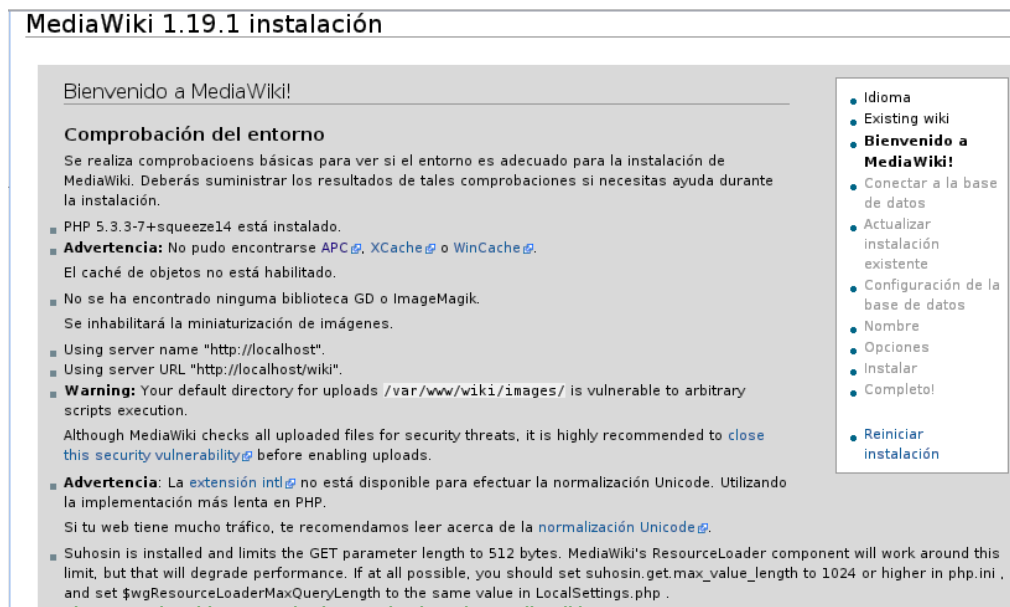 MediaWiki 1.19.1 instalación
Bienvenido a MediaWiki!
Comprobación del entorno
Se realiza comprobacioens básicas para ver si el entorno es adecuado para la instalación de
MediaWiki. Deberás suministrar los resultados de tales comprobaciones si necesitas ayuda durante
la instalación.
PHP 5.3.3-7+squeeze14 está instalado.
Advertencia: No pudo encontrarse APC, XCache o WinCache.
El caché de objetos no está habilitado.
No se ha encontrado ninguma biblioteca GD o ImageMagik.
Se inhabilitará la miniaturización de imágenes.
Using server name "http://localhost".
Using server URL "http://localhost/wiki".
Warning: Your default directory for uploads /var/www/wiki/images/ is vulnerable to arbitrary
scripts execution.
Although MediaWiki checks all uploaded files for security threats, it is highly recommended to close
this security vulnerability before enabling uploads.
Advertencia: La extensión intl no está disponible para efectuar la normalización Unicode. Utilizando
la implementación más lenta en PHP.
Si tu web tiene mucho tráfico, te recomendamos leer acerca de la normalización Unicode.
Suhosin is installed and limits the GET parameter length to 512 bytes. MediaWiki's ResourceLoader component will work around this
limit, but that will degrade performance. If at all possible, you should set suhosin.get.max_value_length to 1024 or higher in php.ini ,
and set $wgResourceLoaderMaxQueryLength to the same value in LocalSettings.php .
Idioma
Existing wiki
Bienvenido a
MediaWiki!
Conectar a la base
de datos
Actualizar
instalación
existente
Configuración de la
base de datos
Nombre
Opciones
Instalar
Completo!
Reiniciar
instalación